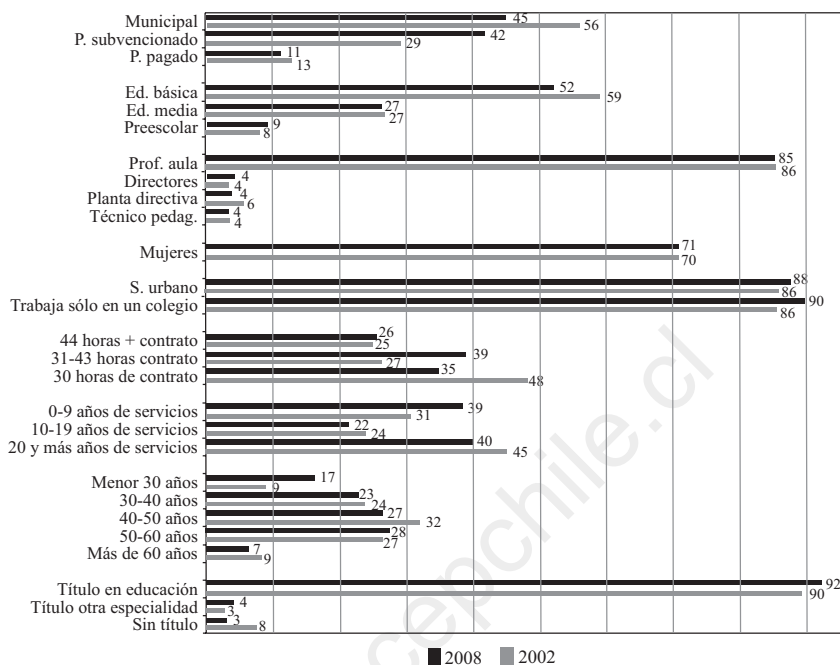 Municipal 45
56
P. subvencionado 42
29
P. pagado 11
13
Ed. básica 52
59
Ed. media 27
27
Preescolar 9
8
Prof. aula 85
86
Directores 4
4
Planta directiva 4
6
Técnico pedag. 4
4
Mujeres 71
70
S. urbano 88
86
Trabaja sólo en un colegio 90
86
44 horas + contrato 26
25
31-43 horas contrato 39
27
30 horas de contrato 35
48
0-9 años de servicios 39
31
10-19 años de servicios 22
24
20 y más años de servicios 40
45
Menor 30 años 17
9
30-40 años 23
24
40-50 años 27
32
50-60 años 28
27
Más de 60 años 7
9
Título en educación 92
90
Título otra especialidad 4
3
Sin título 3
8
2008 2002
cepchile.cl